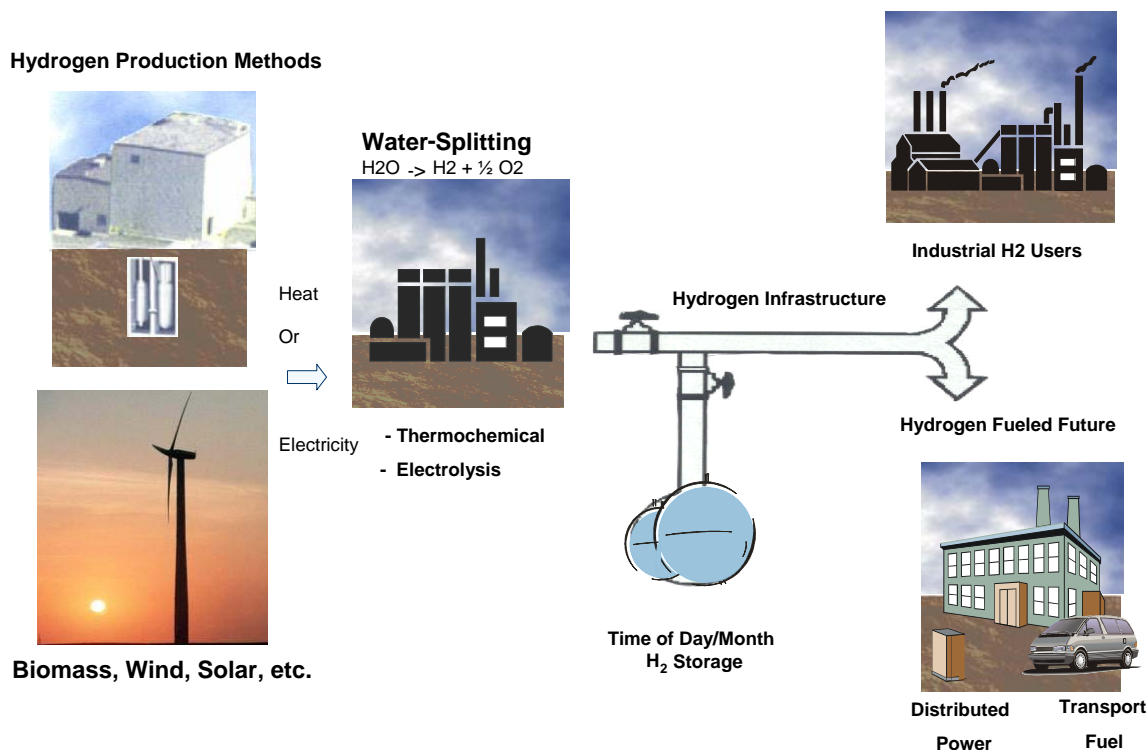 Hydrogen Production Methods
Water-Splitting
H2O -> H2 + ½ O2
Heat
Or
Electricity
- Thermochemical
- Electrolysis
Biomass, Wind, Solar, etc.
Hydrogen Infrastructure
Time of Day/Month
H₂ Storage
Industrial H2 Users
Hydrogen Fueled Future
Distributed
Power
Transport
Fuel